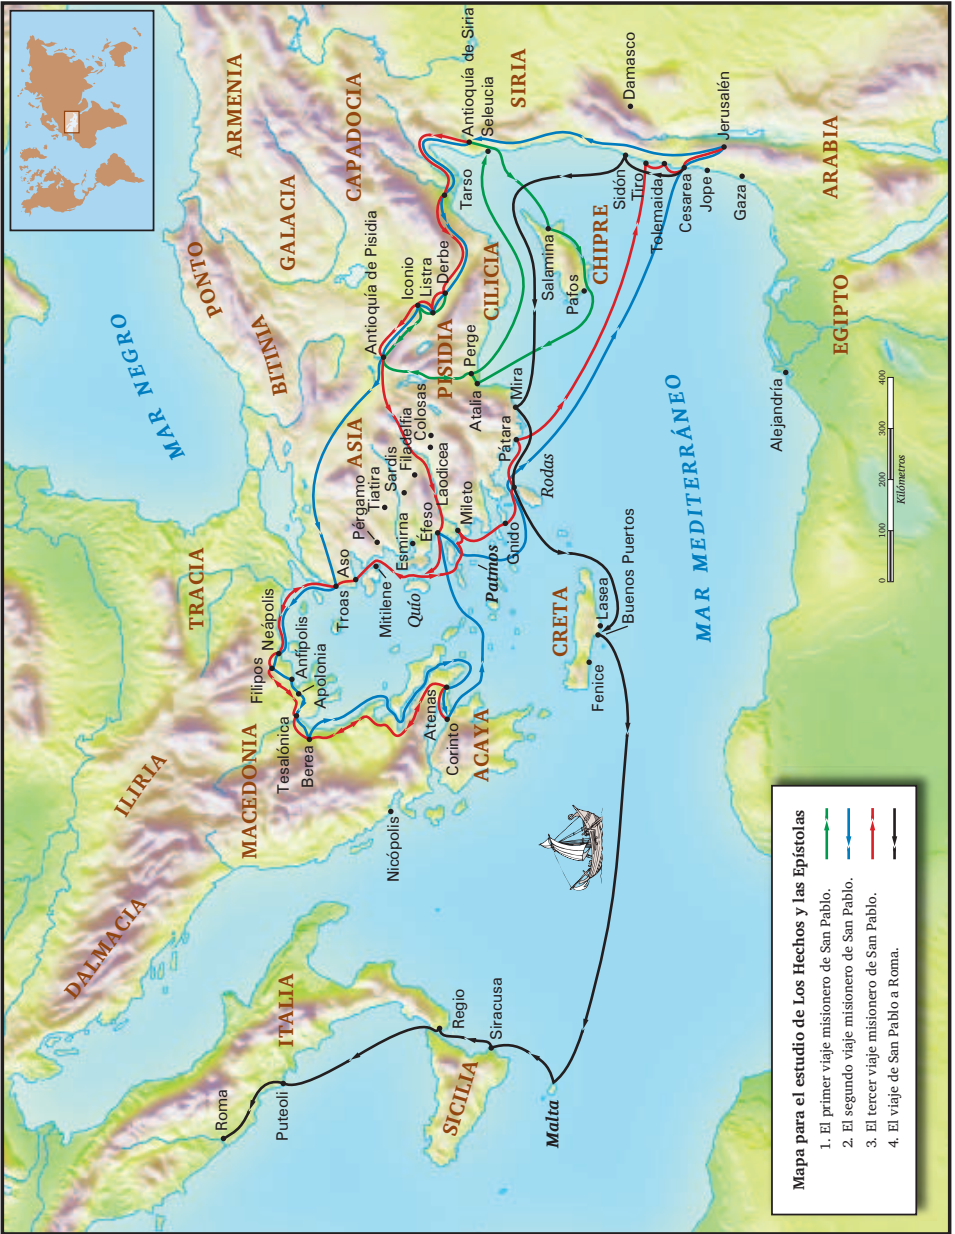 ARMENIA
CAPADOCIA
GALACIA
PONTO
BITINIA
MAR NEGRO
SIRIA
Antioquía de Siria
Seleucia
Damasco
Tarso
Antioquía de Pisidia
Iconio
Listra
Derbe
CILICIA
PISIDIA
Perge
Atalia
CHIPRE
Salamina
Pafos
Sidón
Tiro
Tolemaida
Cesarea
Jope
Gaza
Jerusalén
ARABIA
EGIPTO
Alejandría
ASIA
Pérgamo
Tiatira
Sardis
Filadelfia
Colosas
Laodicea
Esmirna
Éfeso
Mileto
Mira
Pátara
Rodas
Gnido
Patmos
Quío
Mitilene
Aso
Troas
TRACIA
Neápolis
Filipos
Anfípolis
Apolonia
Tesalónica
Berea
MACEDONIA
ILIRIA
DALMACIA
Nicópolis
Atenas
Corinto
ACAYA
CRETA
Lasea
Buenos Puertos
Fenice
MAR MEDITERRÁNEO
0 100 200 300 400
Kilómetros
ITALIA
Roma
Puteoli
Regio
Siracusa
SICILIA
Malta
Mapa para el estudio de Los Hechos y las Epístolas
1. El primer viaje misionero de San Pablo.
2. El segundo viaje misionero de San Pablo.
3. El tercer viaje misionero de San Pablo.
4. El viaje de San Pablo a Roma.